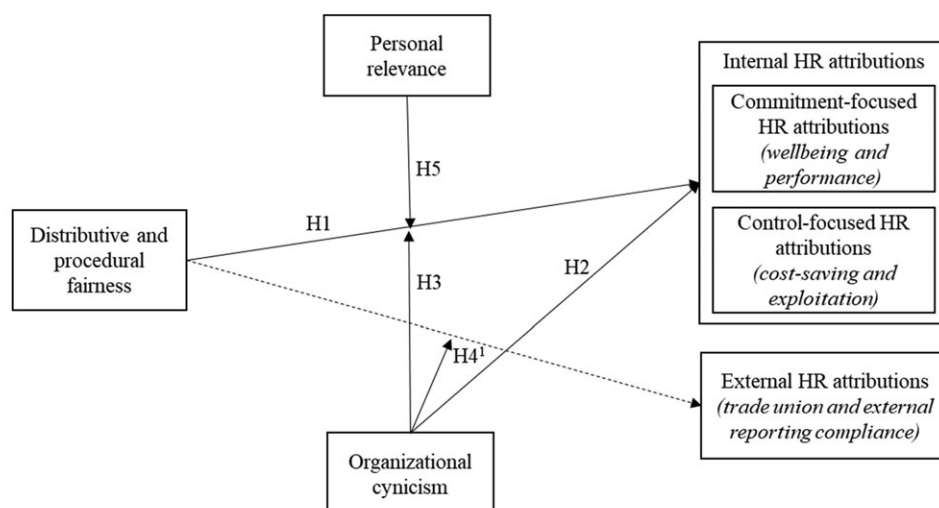 Personal
relevance
Internal HR attributions
Commitment-focused
HR attributions
(wellbeing and
performance)
H5
H1
Distributive and
procedural
fairness
Control-focused HR
attributions
(cost-saving and
exploitation)
H2
H3
H4¹
External HR attributions
(trade union and external
reporting compliance)
Organizational
cynicism